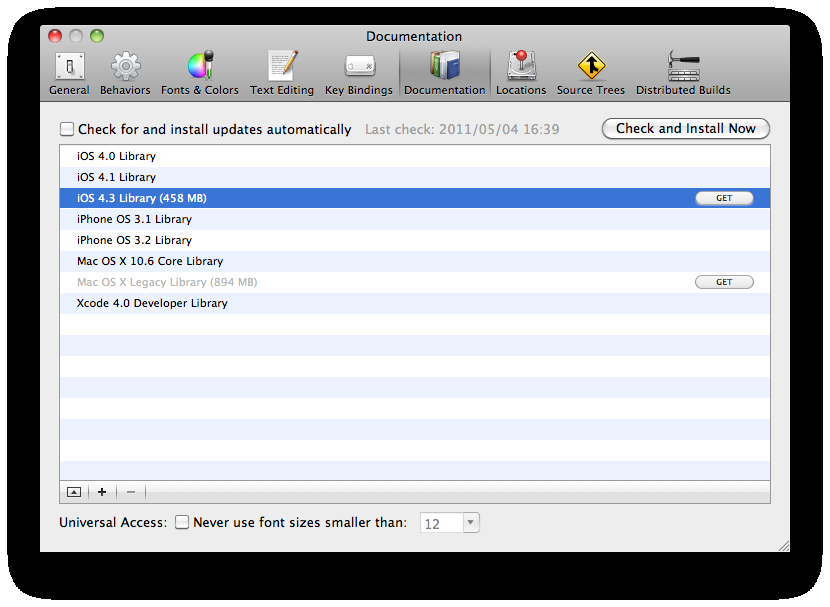 Documentation
General Behaviors Fonts & Colors Text Editing Key Bindings Documentation Locations Source Trees Distributed Builds
Check for and install updates automatically Last check: 2011/05/04 16:39 Check and Install Now
iOS 4.0 Library
iOS 4.1 Library
iOS 4.3 Library (458 MB) GET
iPhone OS 3.1 Library
iPhone OS 3.2 Library
Mac OS X 10.6 Core Library
Mac OS X Legacy Library (894 MB) GET
Xcode 4.0 Developer Library
Universal Access: Never use font sizes smaller than: 12